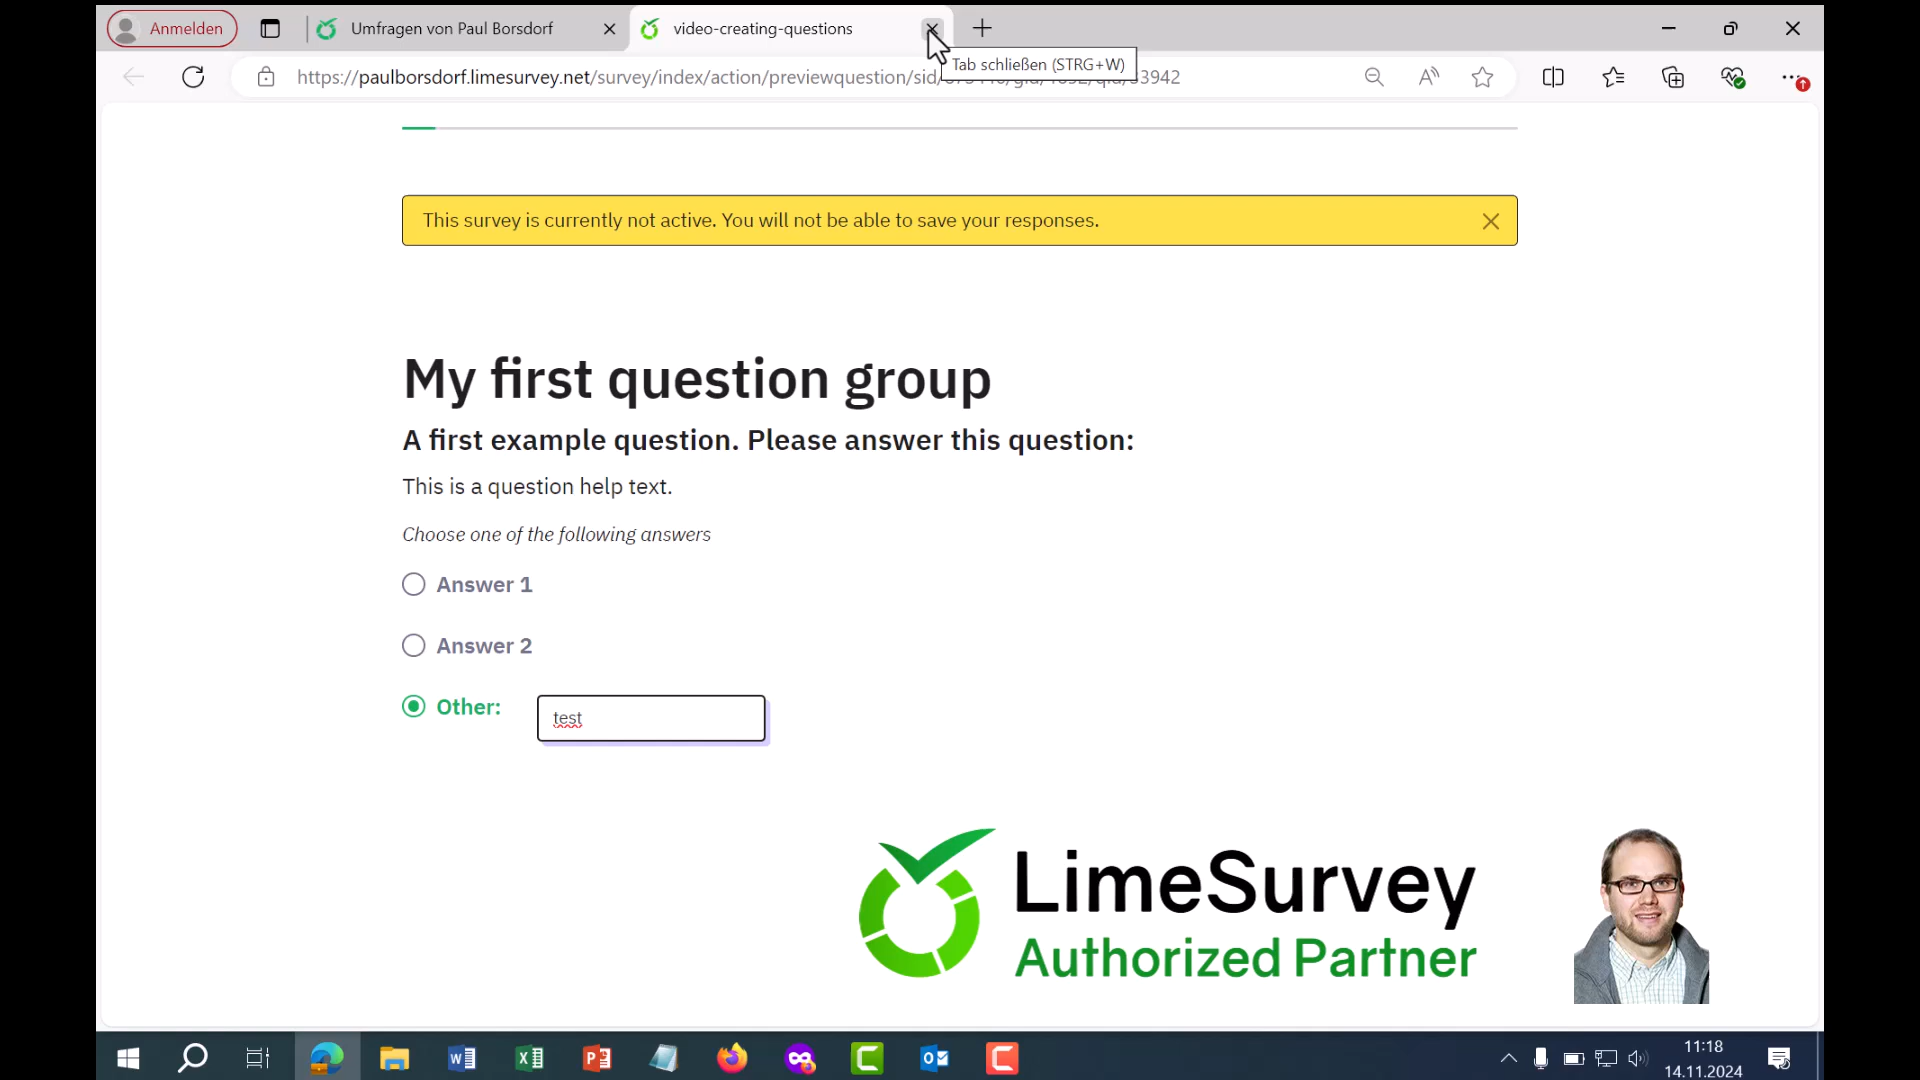 Anmelden
Umfragen von Paul Borsdorf
video-creating-questions
Tab schließen (STRG+W)
https://paulborsdorf.limesurvey.net/survey/index/action/previewquestion/sid/
This survey is currently not active. You will not be able to save your responses.
My first question group
A first example question. Please answer this question:
This is a question help text.
Choose one of the following answers
Answer 1
Answer 2
Other:
test
LimeSurvey
Authorized Partner
11:18
14.11.2024